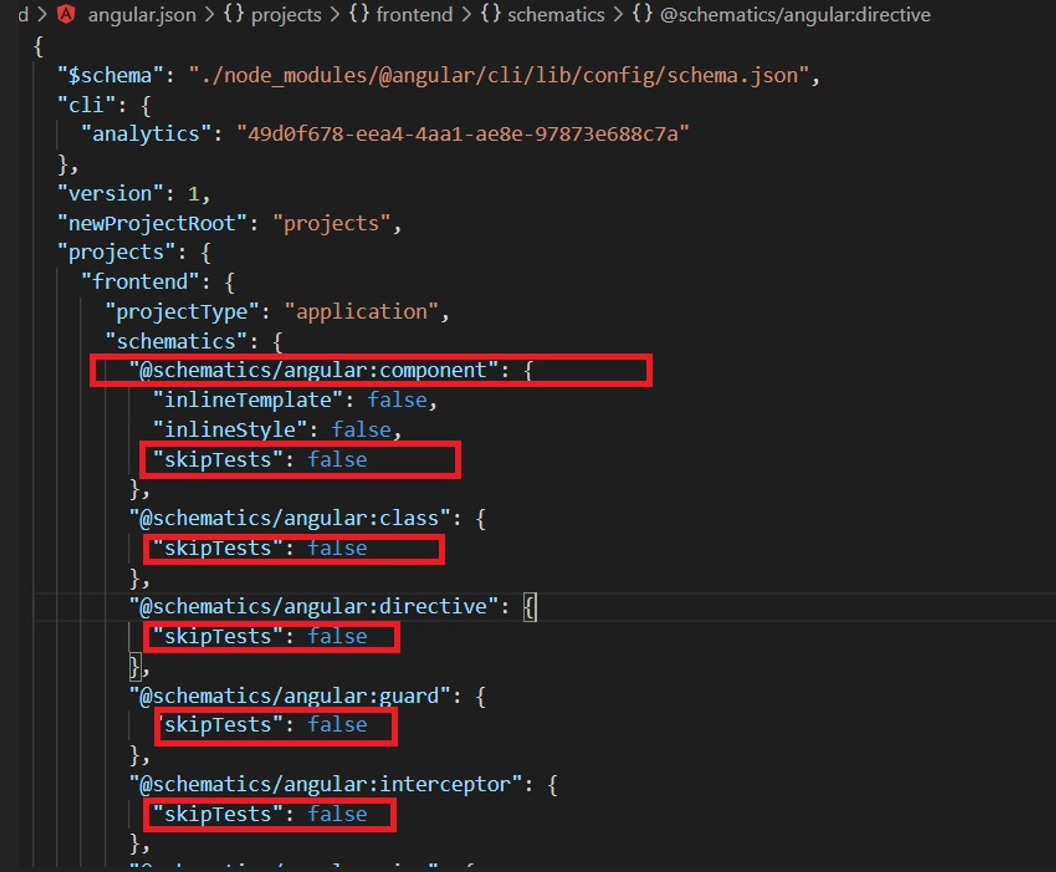 d > angular.json > {} projects > {} frontend > {} schematics > {} @schematics/angular:directive
{
"$schema": "./node_modules/@angular/cli/lib/config/schema.json",
"cli": {
"analytics": "49d0f678-eea4-4aa1-ae8e-97873e688c7a"
},
"version": 1,
"newProjectRoot": "projects",
"projects": {
"frontend": {
"projectType": "application",
"schematics": {
"@schematics/angular:component": {
"inlineTemplate": false,
"inlineStyle": false,
"skipTests": false
},
"@schematics/angular:class": {
"skipTests": false
},
"@schematics/angular:directive": {
"skipTests": false
},
"@schematics/angular:guard": {
"skipTests": false
},
"@schematics/angular:interceptor": {
"skipTests": false
},